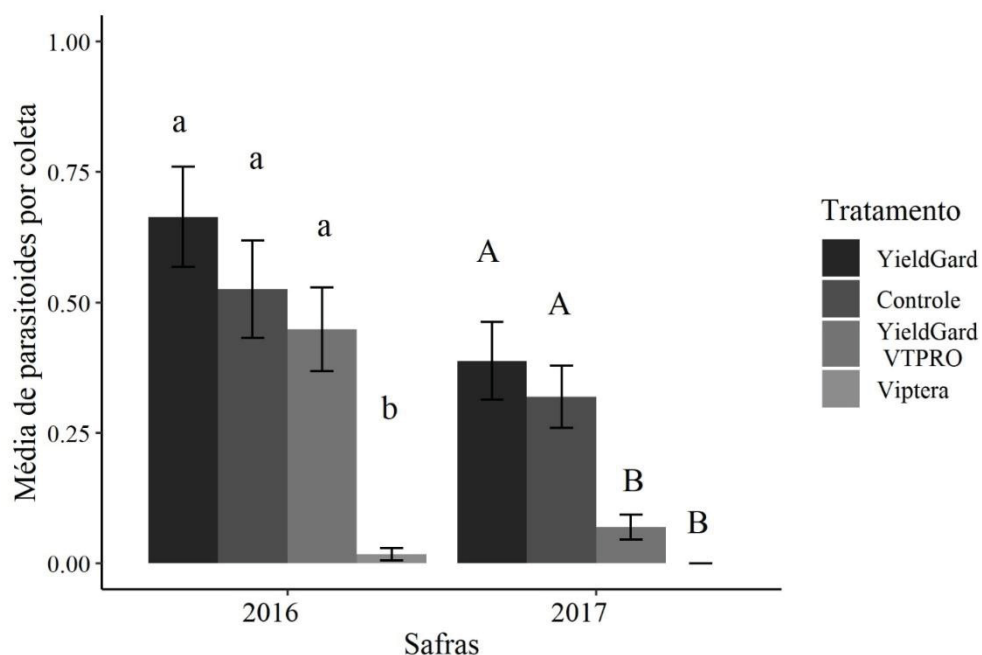 Média de parasitoides por coleta
1.00
0.75
0.50
0.25
0.00
a
a
a
b
A
A
B
B
2016
2017
Safras
Tratamento
YieldGard
Controle
YieldGard
VTPRO
Viptera